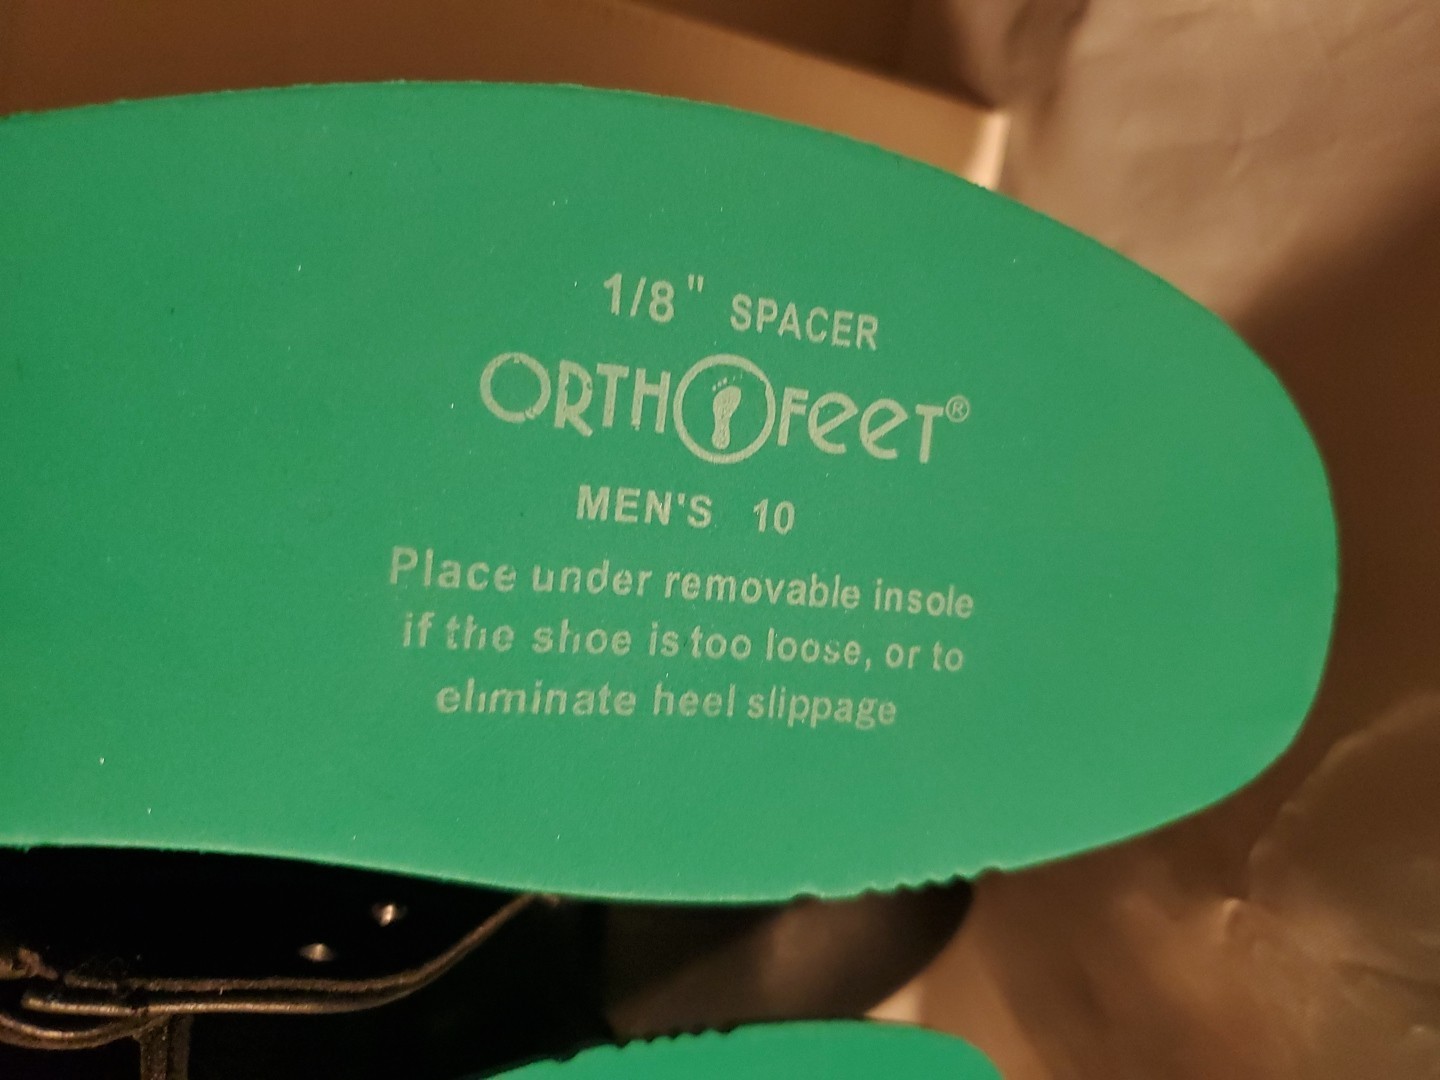 1/8" SPACER
ORTHOFEET®
MEN'S 10
Place under removable insole
if the shoe is too loose, or to
eliminate heel slippage